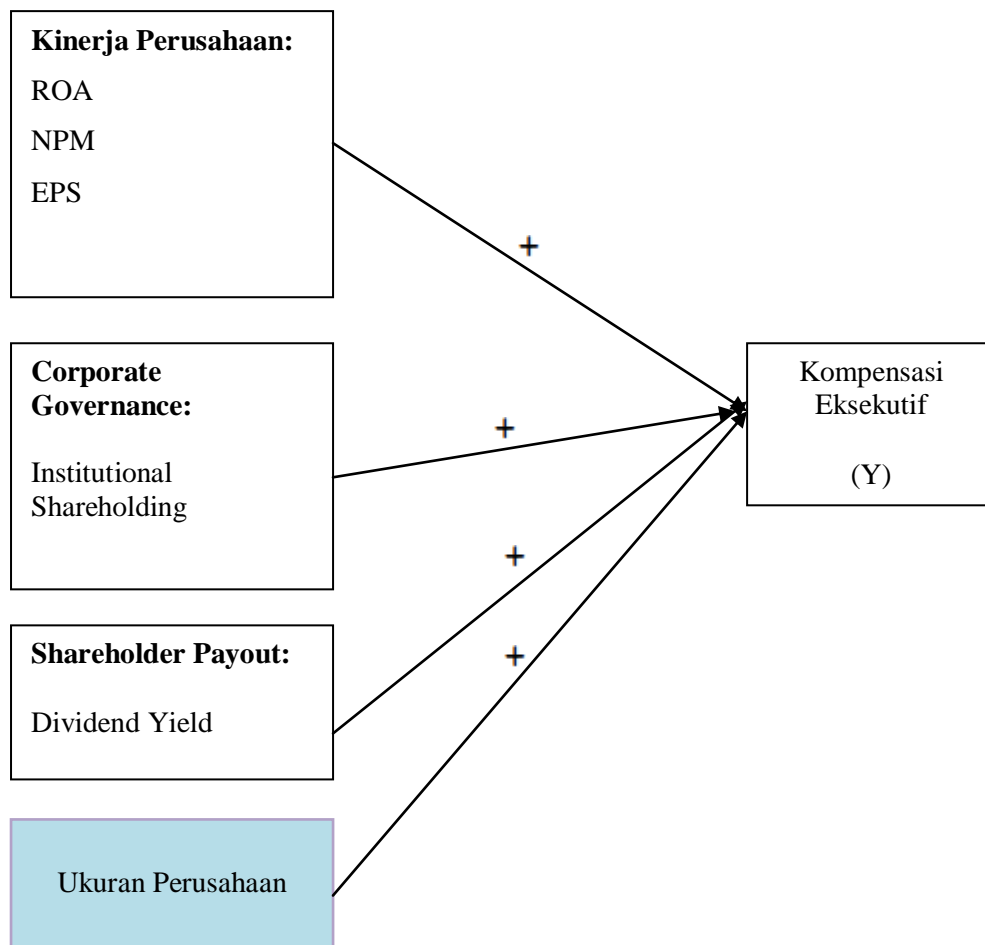 Kinerja Perusahaan:
ROA
NPM
EPS
+
Corporate
Governance:
Institutional
Shareholding
+
Kompensasi
Eksekutif
(Y)
Shareholder Payout:
Dividend Yield
+
Ukuran Perusahaan
+